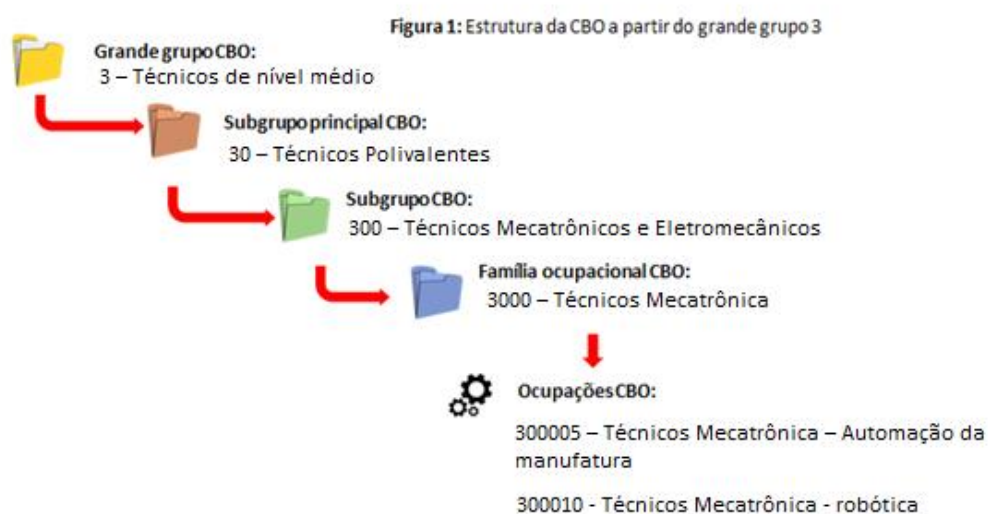 Figura 1: Estrutura da CBO a partir do grande grupo 3
Grande grupo CBO:
3 – Técnicos de nível médio
Subgrupo principal CBO:
30 – Técnicos Polivalentes
Subgrupo CBO:
300 – Técnicos Mecatrônicos e Eletromecânicos
Família ocupacional CBO:
3000 – Técnicos Mecatrônica
Ocupações CBO:
300005 – Técnicos Mecatrônica – Automação da
manufatura
300010 - Técnicos Mecatrônica - robótica